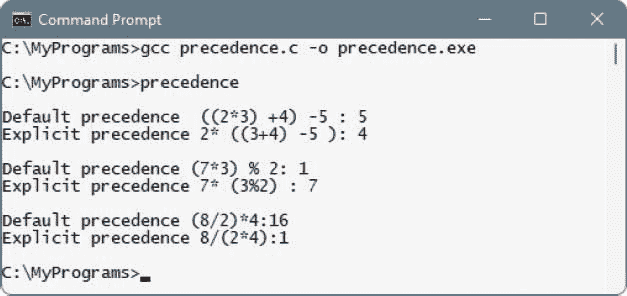 Command Prompt
C:\MyPrograms>gcc precedence.c -o precedence.exe
C:\MyPrograms>precedence
Default precedence  ((2*3) +4) -5 : 5
Explicit precedence 2* ((3+4) -5 ): 4
Default precedence (7*3) % 2: 1
Explicit precedence 7* (3%2) : 7
Default precedence (8/2)*4:16
Explicit precedence 8/(2*4):1
C:\MyPrograms>